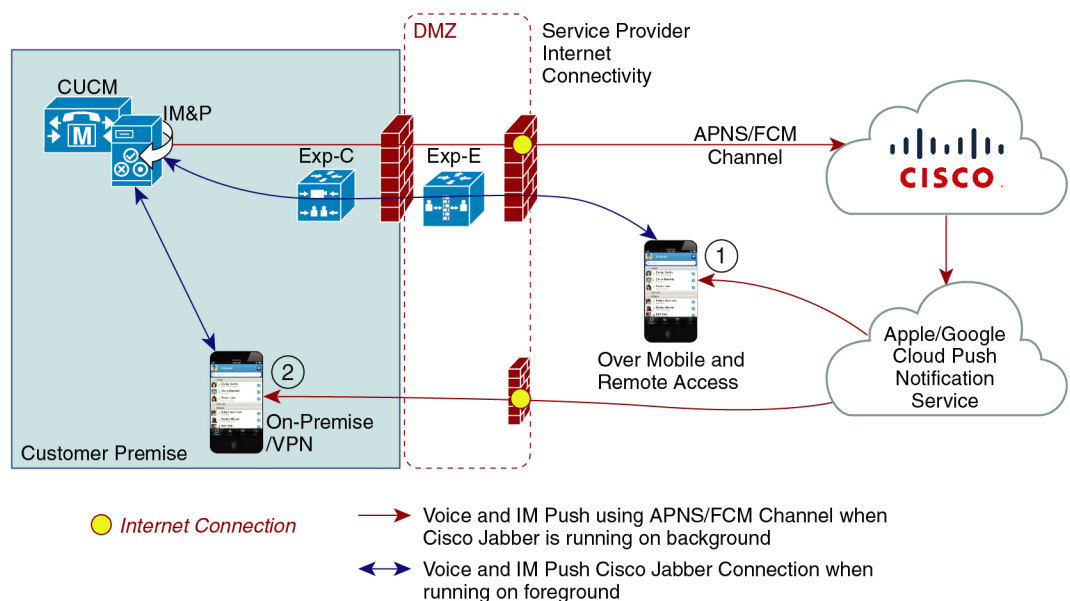 DMZ
Service Provider
Internet
Connectivity
CUCM
IM&P
M
Exp-C
Exp-E
APNS/FCM
Channel
CISCO
1
Over Mobile and
Remote Access
Apple/Google
Cloud Push
Notification
Service
2
On-Premise
/VPN
Customer Premise
Internet Connection
Voice and IM Push using APNS/FCM Channel when
Cisco Jabber is running on background
Voice and IM Push Cisco Jabber Connection when
running on foreground